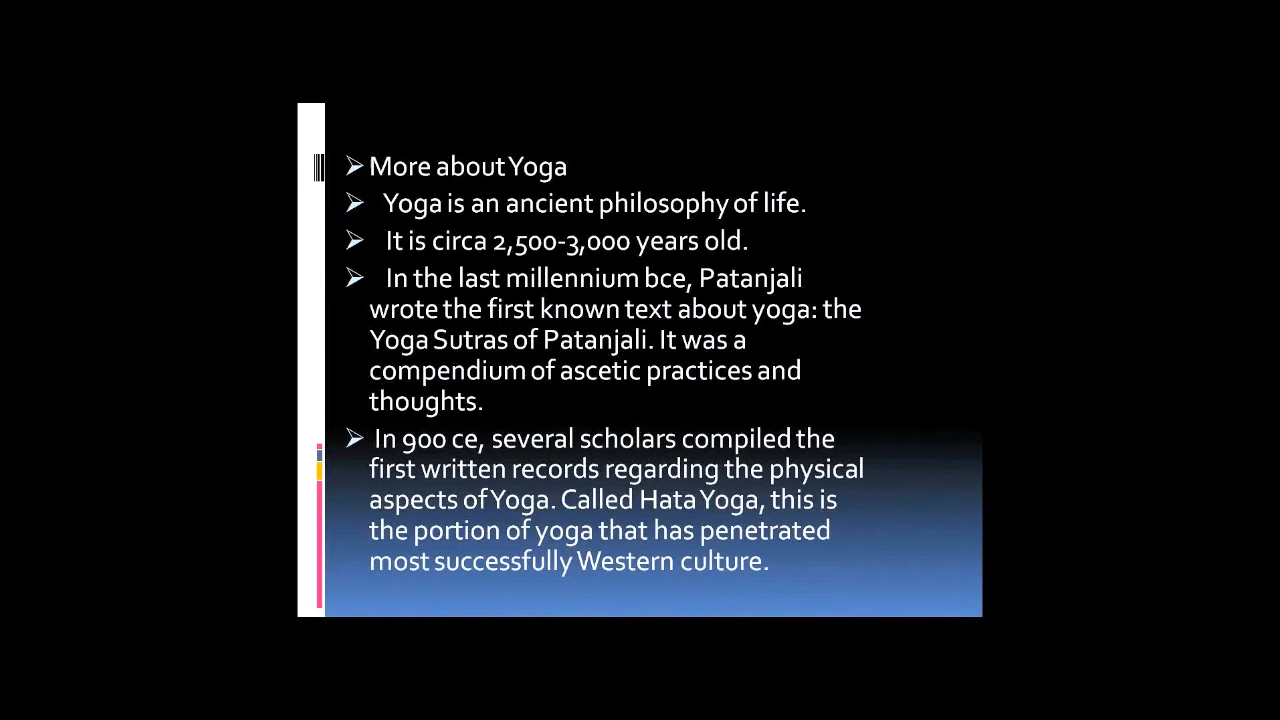 More about Yoga
Yoga is an ancient philosophy of life.
It is circa 2,500-3,000 years old.
In the last millennium bce, Patanjali
wrote the first known text about yoga: the
Yoga Sutras of Patanjali. It was a
compendium of ascetic practices and
thoughts.
In 900 ce, several scholars compiled the
first written records regarding the physical
aspects of Yoga. Called Hata Yoga, this is
the portion of yoga that has penetrated
most successfully Western culture.